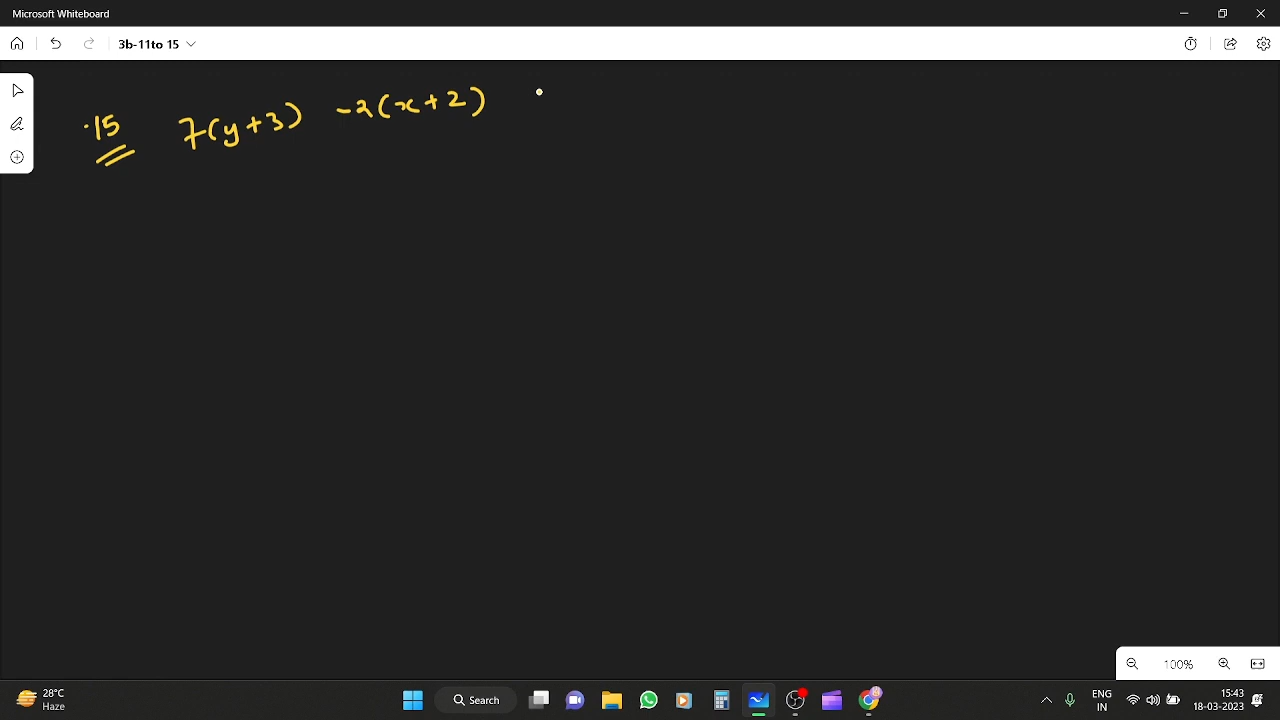 Microsoft Whiteboard
3b-11to 15
.15 7(y+3) -2(x+2)
100%
28°C
Haze
Search
ENG
IN
15:43
18-03-2023